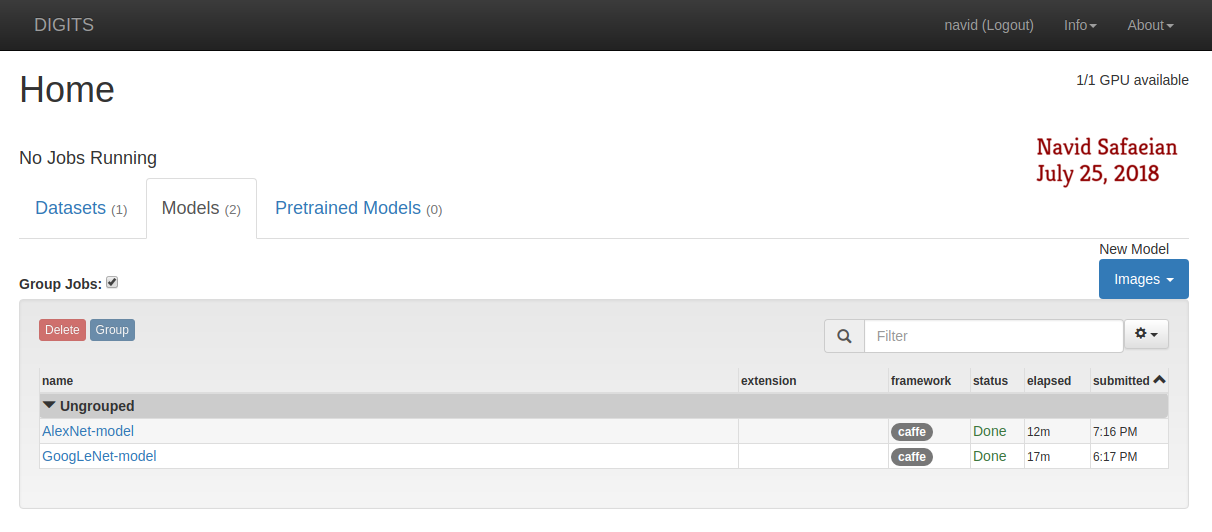 DIGITS navid (Logout) Info About
Home 1/1 GPU available
No Jobs Running
Navid Safaeian
July 25, 2018
Datasets (1) Models (2) Pretrained Models (0)
New Model
Group Jobs: Images
Delete Group Filter
name extension framework status elapsed submitted
Ungrouped
AlexNet-model caffe Done 12m 7:16 PM
GoogLeNet-model caffe Done 17m 6:17 PM